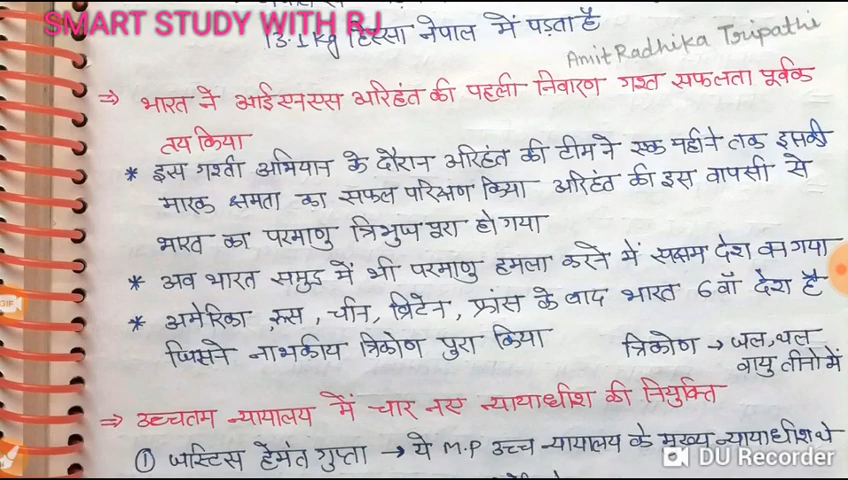 SMART STUDY WITH RJ
13.1 kg हिस्सा नेपाल में पड़ता है
Amit Radhika Tripathi
⇒ भारत ने आईएनएस अरिहंत की पहली निवारण गश्त सफलता पूर्वक
तय किया
* इस गश्ती अभियान के दौरान अरिहंत की टीम ने एक महीने तक इसकी
मारक क्षमता का सफल परिक्षण किया अरिहंत की इस वापसी से
भारत का परमाणु त्रिभुज पूरा हो गया
* अब भारत समुद्र में भी परमाणु हमला करने में सक्षम देश बन गया
* अमेरिका, रूस, चीन, ब्रिटेन, फ्रांस के बाद भारत 6वाँ देश है
जिसने नाभकीय त्रिकोण पुरा किया
त्रिकोण → जल, थल
वायु तीनो में
⇒ उच्चतम न्यायालय में चार नए न्यायाधीश की नियुक्ति
① जस्टिस हेमंत गुप्ता → ये M.P उच्च न्यायालय के मुख्य न्यायाधीश थे
DU Recorder
GIF